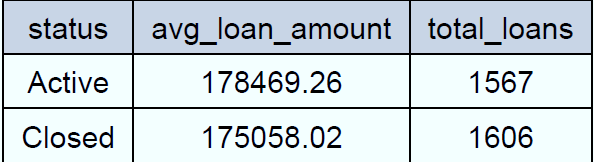 status avg_loan_amount total_loans
Active 178469.26 1567
Closed 175058.02 1606